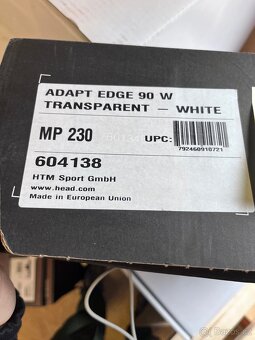 ADAPT EDGE 90 W
TRANSPARENT – WHITE
MP 230
UPC:
792460910721
604138
HTM Sport GmbH
www.head.com
Made in European Union